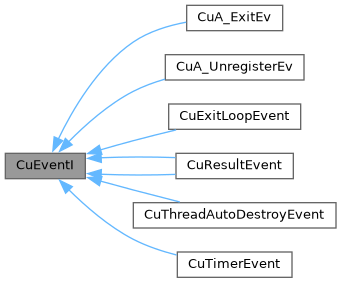 CuA_ExitEv
CuA_UnregisterEv
CuExitLoopEvent
CuEventI
CuResultEvent
CuThreadAutoDestroyEvent
CuTimerEvent